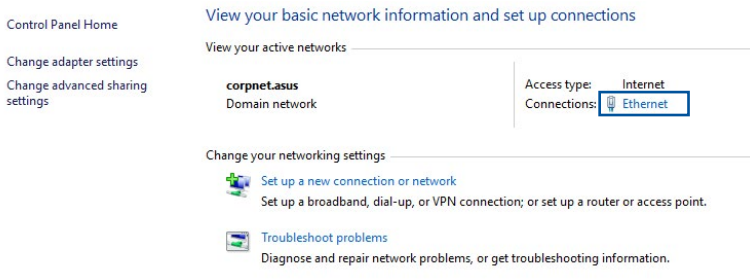 Control Panel Home
Change adapter settings
Change advanced sharing
settings
View your basic network information and set up connections
View your active networks
corpnet.asus
Domain network
Access type: Internet
Connections: Ethernet
Change your networking settings
Set up a new connection or network
Set up a broadband, dial-up, or VPN connection; or set up a router or access point.
Troubleshoot problems
Diagnose and repair network problems, or get troubleshooting information.